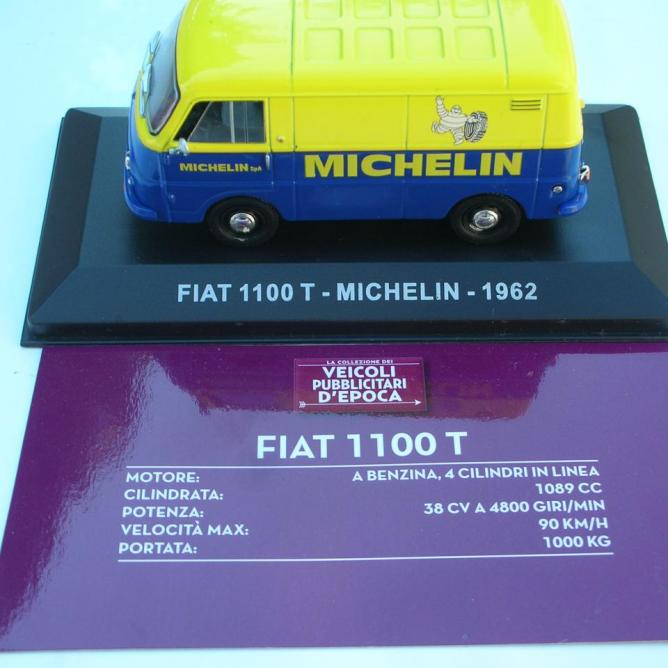 MICHELIN SpA
MICHELIN
FIAT 1100 T - MICHELIN - 1962
LA COLLEZIONE DEI
VEICOLI
PUBBLICITARI
D'EPOCA
FIAT 1100 T
MOTORE: A BENZINA, 4 CILINDRI IN LINEA
CILINDRATA: 1089 CC
POTENZA: 38 CV A 4800 GIRI/MIN
VELOCITÀ MAX: 90 KM/H
PORTATA: 1000 KG